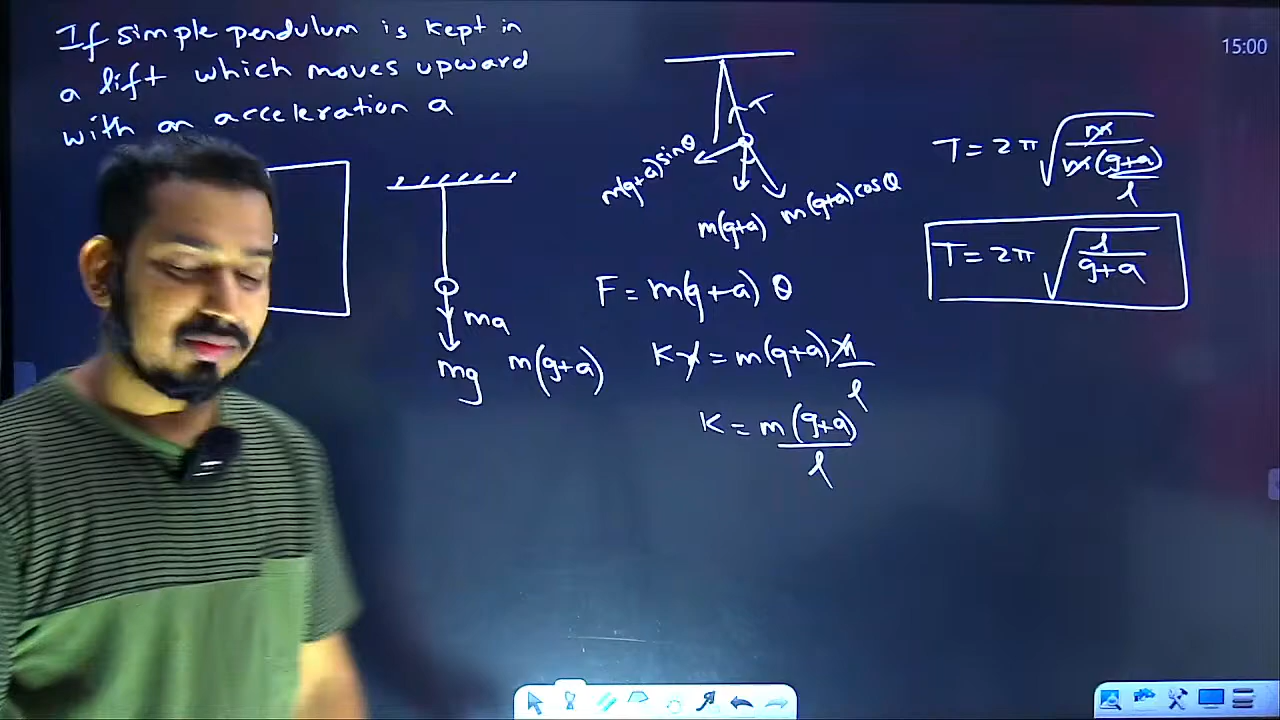 If simple pendulum is kept in
a lift which moves upward
with an acceleration a
15:00
ma
mg m(g+a)
T
m(g+a)sinθ
m(g+a) m(g+a)cosθ
F = m(g+a) θ
Kx = m(g+a) x/l
K = m(g+a)/l
T = 2π √(m/(m(g+a)/l))
T = 2π √(l/(g+a))